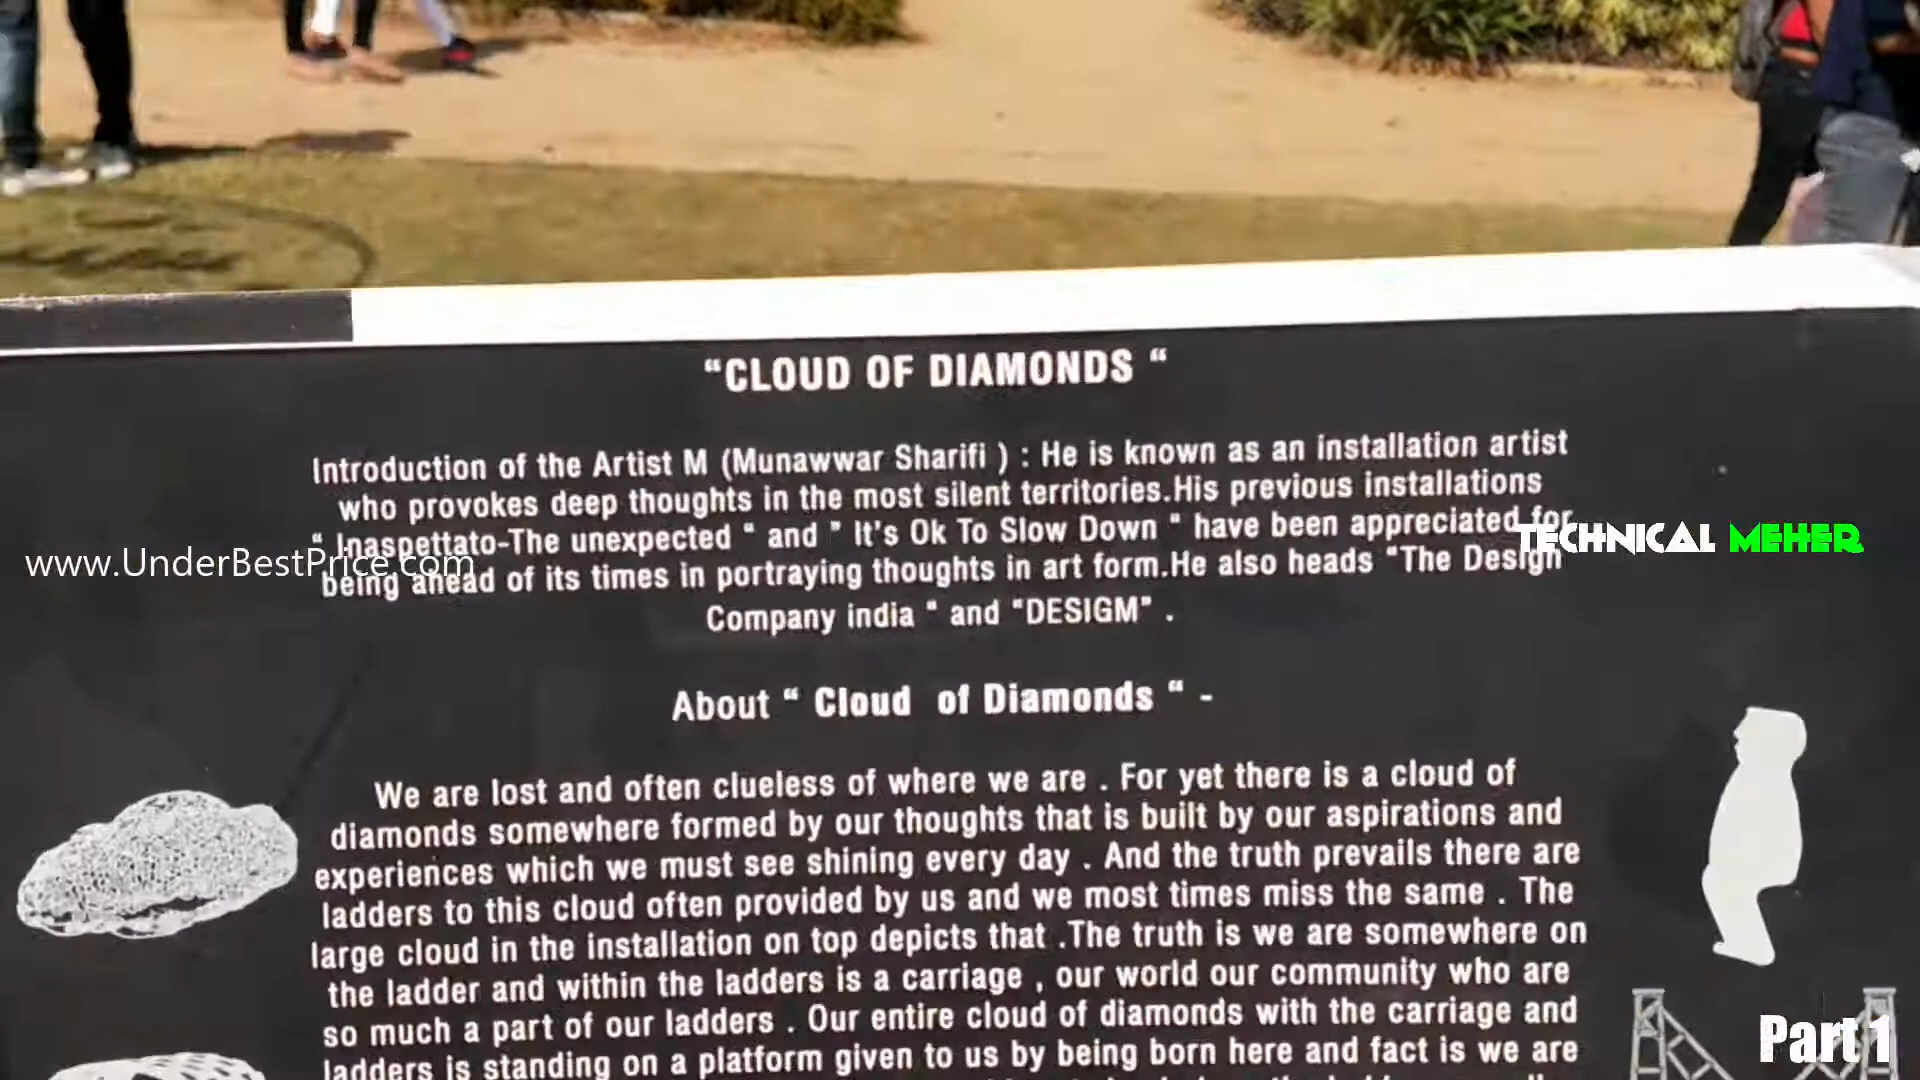 “CLOUD OF DIAMONDS “
Introduction of the Artist M (Munawwar Sharifi ) : He is known as an installation artist
who provokes deep thoughts in the most silent territories.His previous installations
“ Inaspettato-The unexpected “ and ” It's Ok To Slow Down “ have been appreciated for
being ahead of its times in portraying thoughts in art form.He also heads “The Design
Company india “ and “DESIGM” .
www.UnderBestPrice.com
TECHNICAL MEHER
About “ Cloud of Diamonds “ -
We are lost and often clueless of where we are . For yet there is a cloud of
diamonds somewhere formed by our thoughts that is built by our aspirations and
experiences which we must see shining every day . And the truth prevails there are
ladders to this cloud often provided by us and we most times miss the same . The
large cloud in the installation on top depicts that .The truth is we are somewhere on
the ladder and within the ladders is a carriage , our world our community who are
so much a part of our ladders . Our entire cloud of diamonds with the carriage and
ladders is standing on a platform given to us by being born here and fact is we are
Part 1